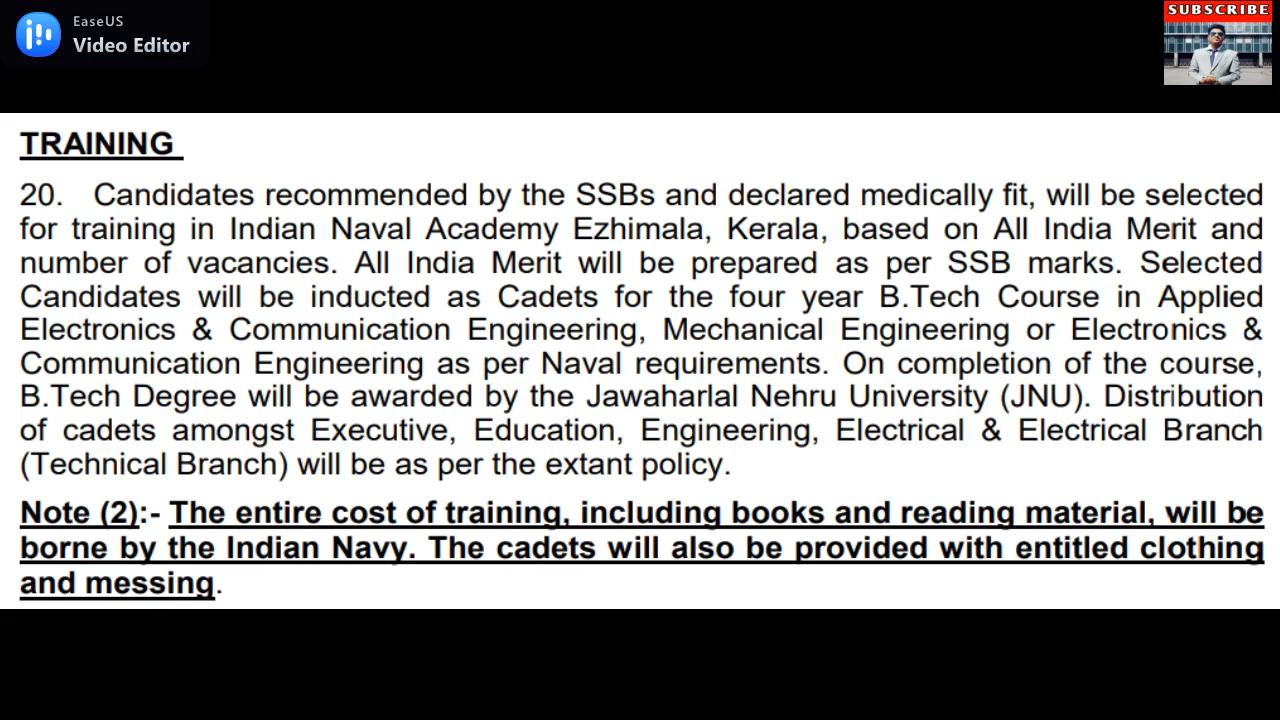 EaseUS
Video Editor
SUBSCRIBE
TRAINING
20. Candidates recommended by the SSBs and declared medically fit, will be selected
for training in Indian Naval Academy Ezhimala, Kerala, based on All India Merit and
number of vacancies. All India Merit will be prepared as per SSB marks. Selected
Candidates will be inducted as Cadets for the four year B.Tech Course in Applied
Electronics & Communication Engineering, Mechanical Engineering or Electronics &
Communication Engineering as per Naval requirements. On completion of the course,
B.Tech Degree will be awarded by the Jawaharlal Nehru University (JNU). Distribution
of cadets amongst Executive, Education, Engineering, Electrical & Electrical Branch
(Technical Branch) will be as per the extant policy.
Note (2):- The entire cost of training, including books and reading material, will be
borne by the Indian Navy. The cadets will also be provided with entitled clothing
and messing.